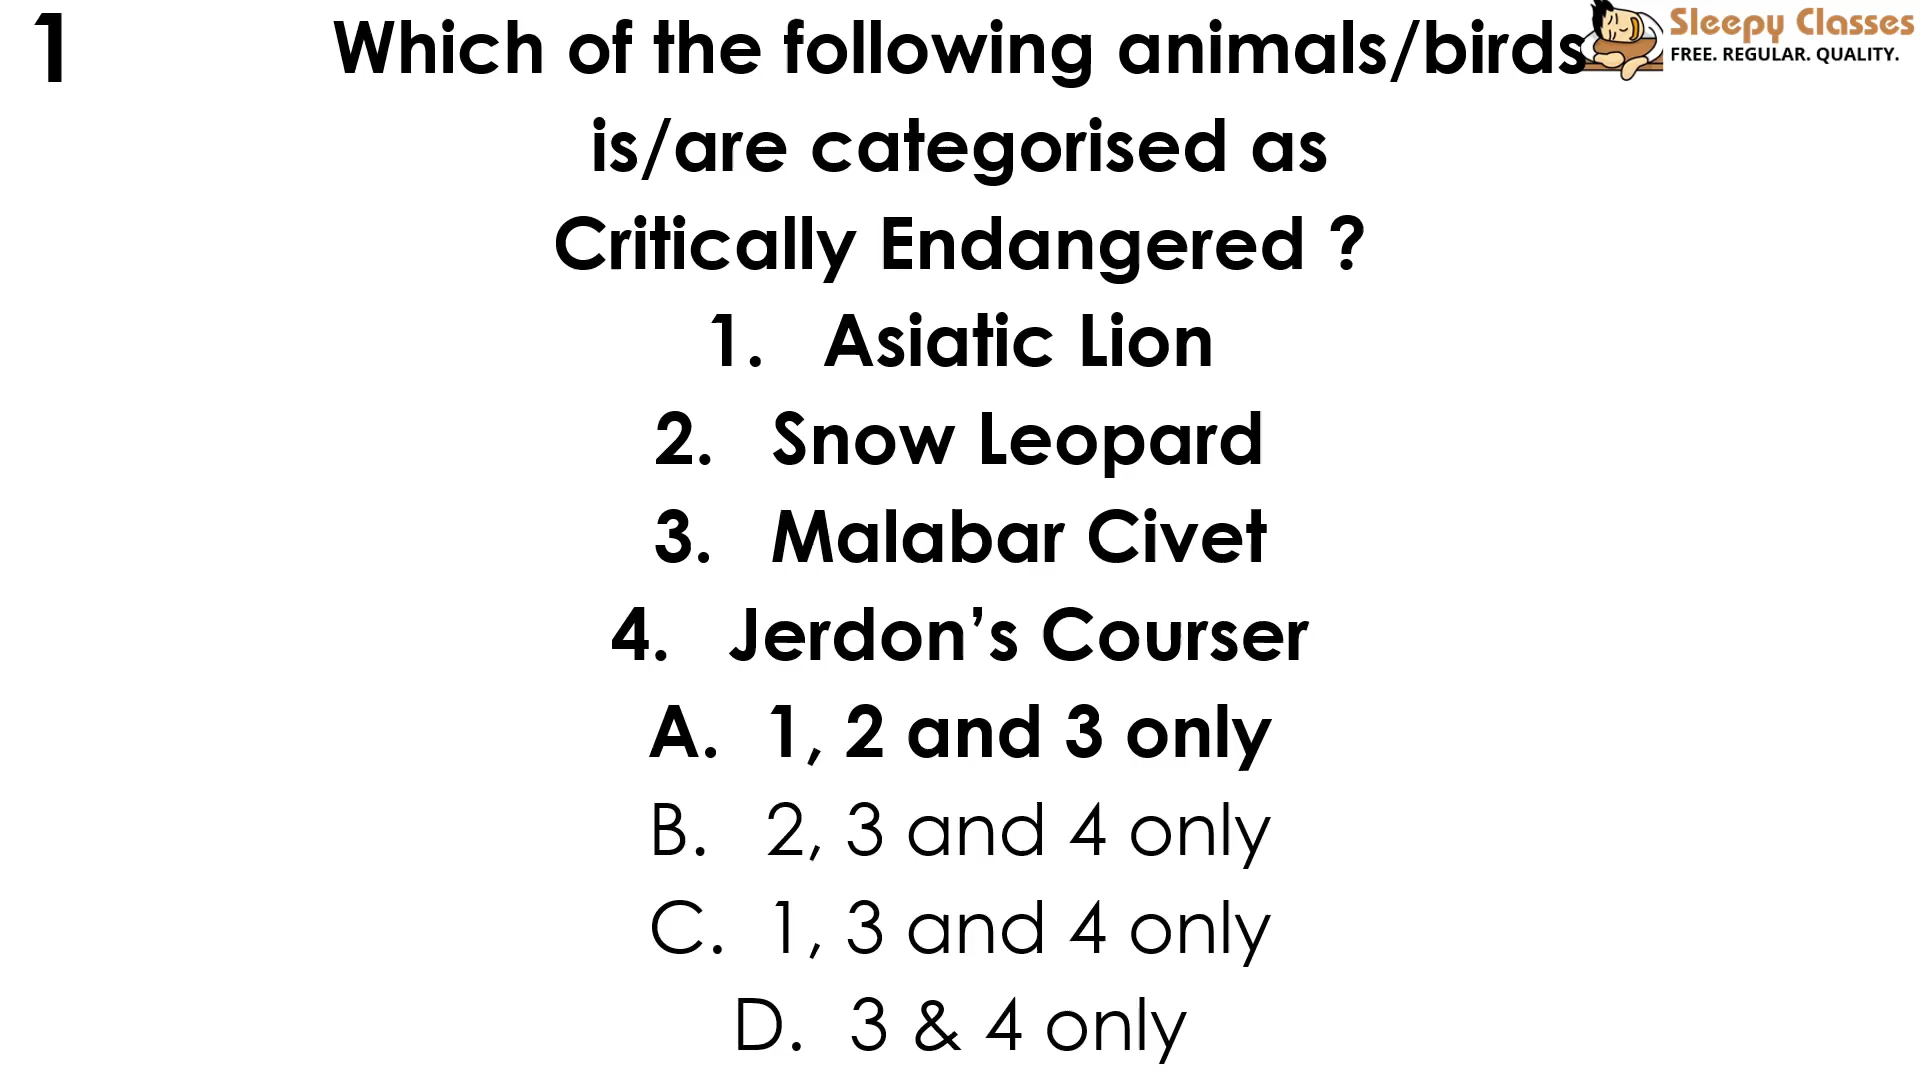 1
Which of the following animals/birds
Sleepy Classes
FREE. REGULAR. QUALITY.
is/are categorised as
Critically Endangered ?
1. Asiatic Lion
2. Snow Leopard
3. Malabar Civet
4. Jerdon’s Courser
A. 1, 2 and 3 only
B. 2, 3 and 4 only
C. 1, 3 and 4 only
D. 3 & 4 only